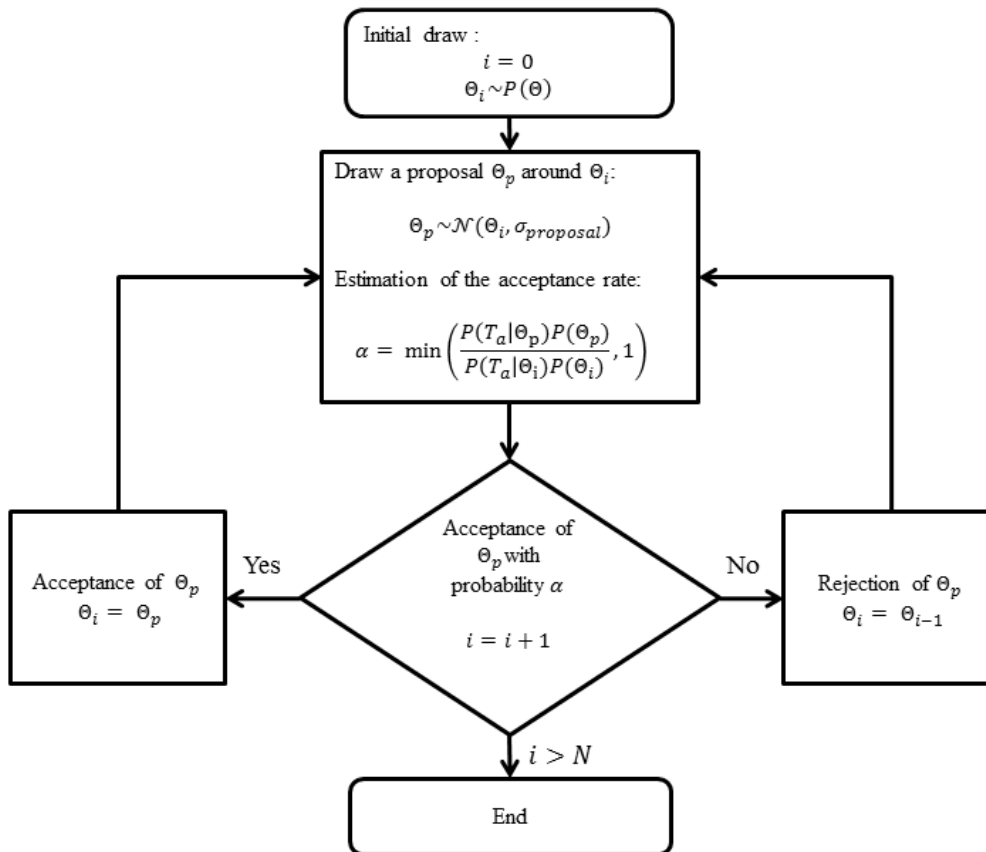 Initial draw :
i = 0
Θ_i~P(Θ)
Draw a proposal Θ_p around Θ_i:
Θ_p~𝒩(Θ_i, σ_proposal)
Estimation of the acceptance rate:
α = min(P(T_a|Θ_p)P(Θ_p) / P(T_a|Θ_i)P(Θ_i), 1)
Acceptance of
Θ_p with
probability α
i = i + 1
Yes
No
Acceptance of Θ_p
Θ_i = Θ_p
Rejection of Θ_p
Θ_i = Θ_{i−1}
i > N
End